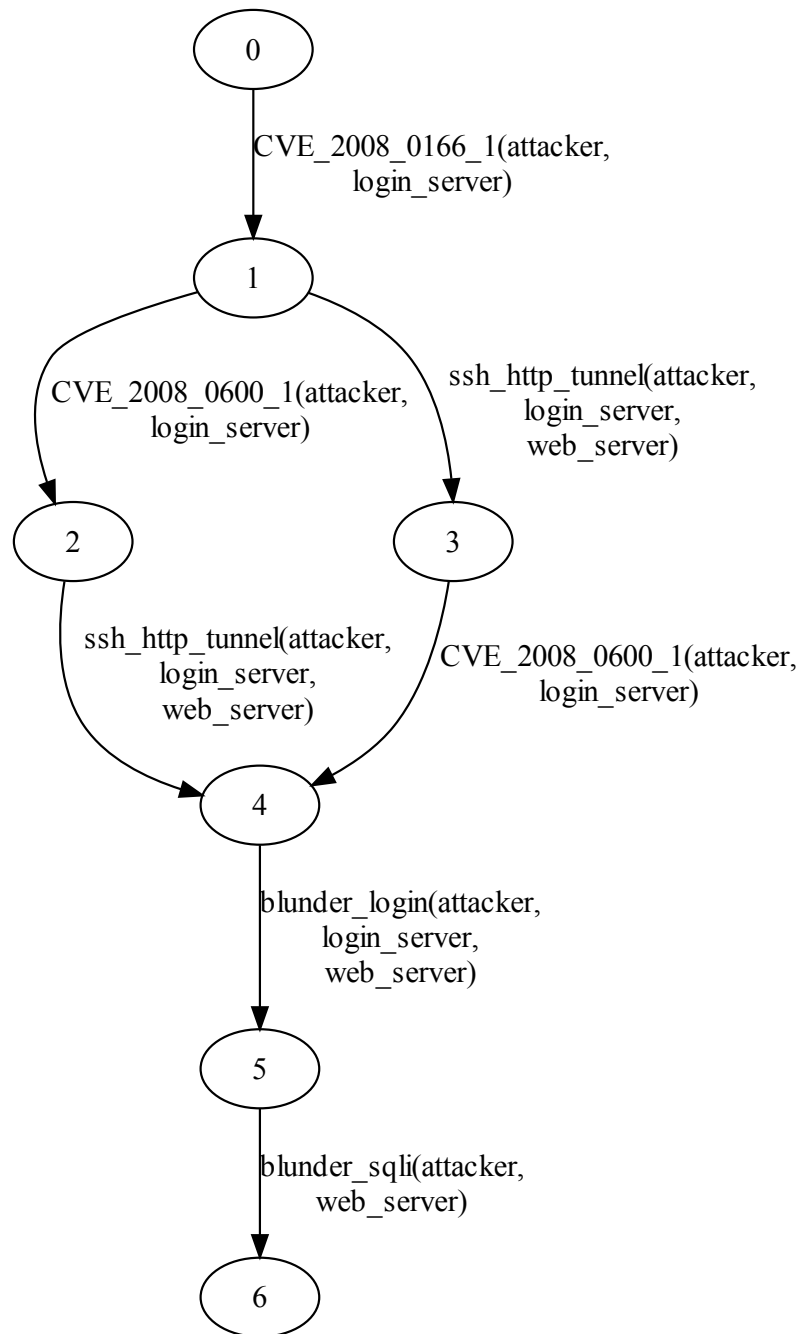 0
CVE_2008_0166_1(attacker,
login_server)
1
CVE_2008_0600_1(attacker,
login_server)
ssh_http_tunnel(attacker,
login_server,
web_server)
2
3
ssh_http_tunnel(attacker,
login_server,
web_server)
CVE_2008_0600_1(attacker,
login_server)
4
blunder_login(attacker,
login_server,
web_server)
5
blunder_sqli(attacker,
web_server)
6